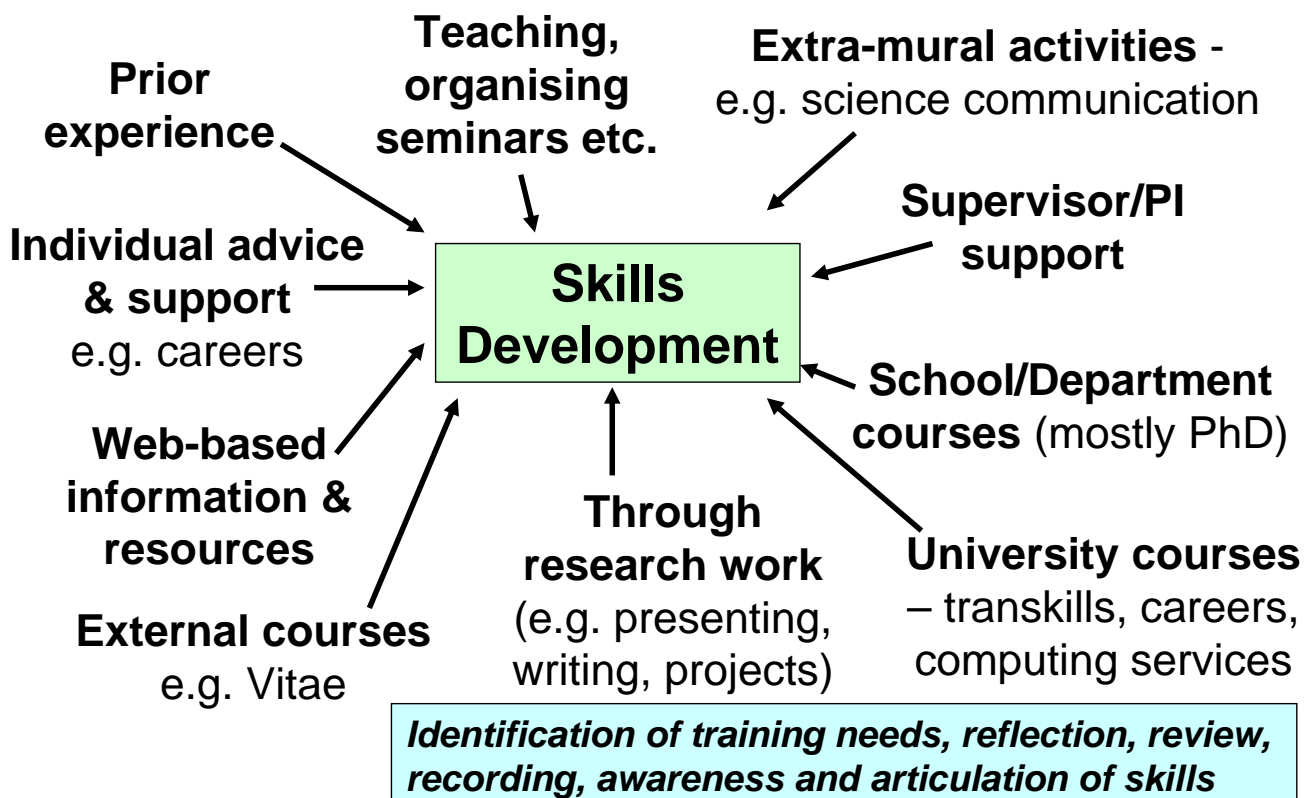 Prior
experience
Teaching,
organising
seminars etc.
Extra-mural activities -
e.g. science communication
Individual advice
& support
e.g. careers
Skills
Development
Supervisor/PI
support
School/Department
courses (mostly PhD)
Web-based
information &
resources
External courses
e.g. Vitae
Through
research work
(e.g. presenting,
writing, projects)
University courses
– transkills, careers,
computing services
Identification of training needs, reflection, review,
recording, awareness and articulation of skills